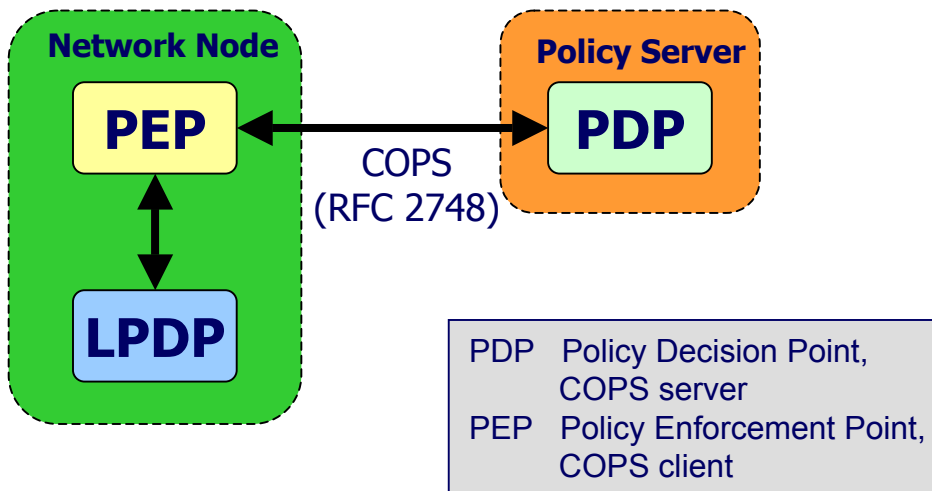 Network Node
Policy Server
PEP
PDP
COPS
(RFC 2748)
LPDP
PDP Policy Decision Point,
COPS server
PEP Policy Enforcement Point,
COPS client